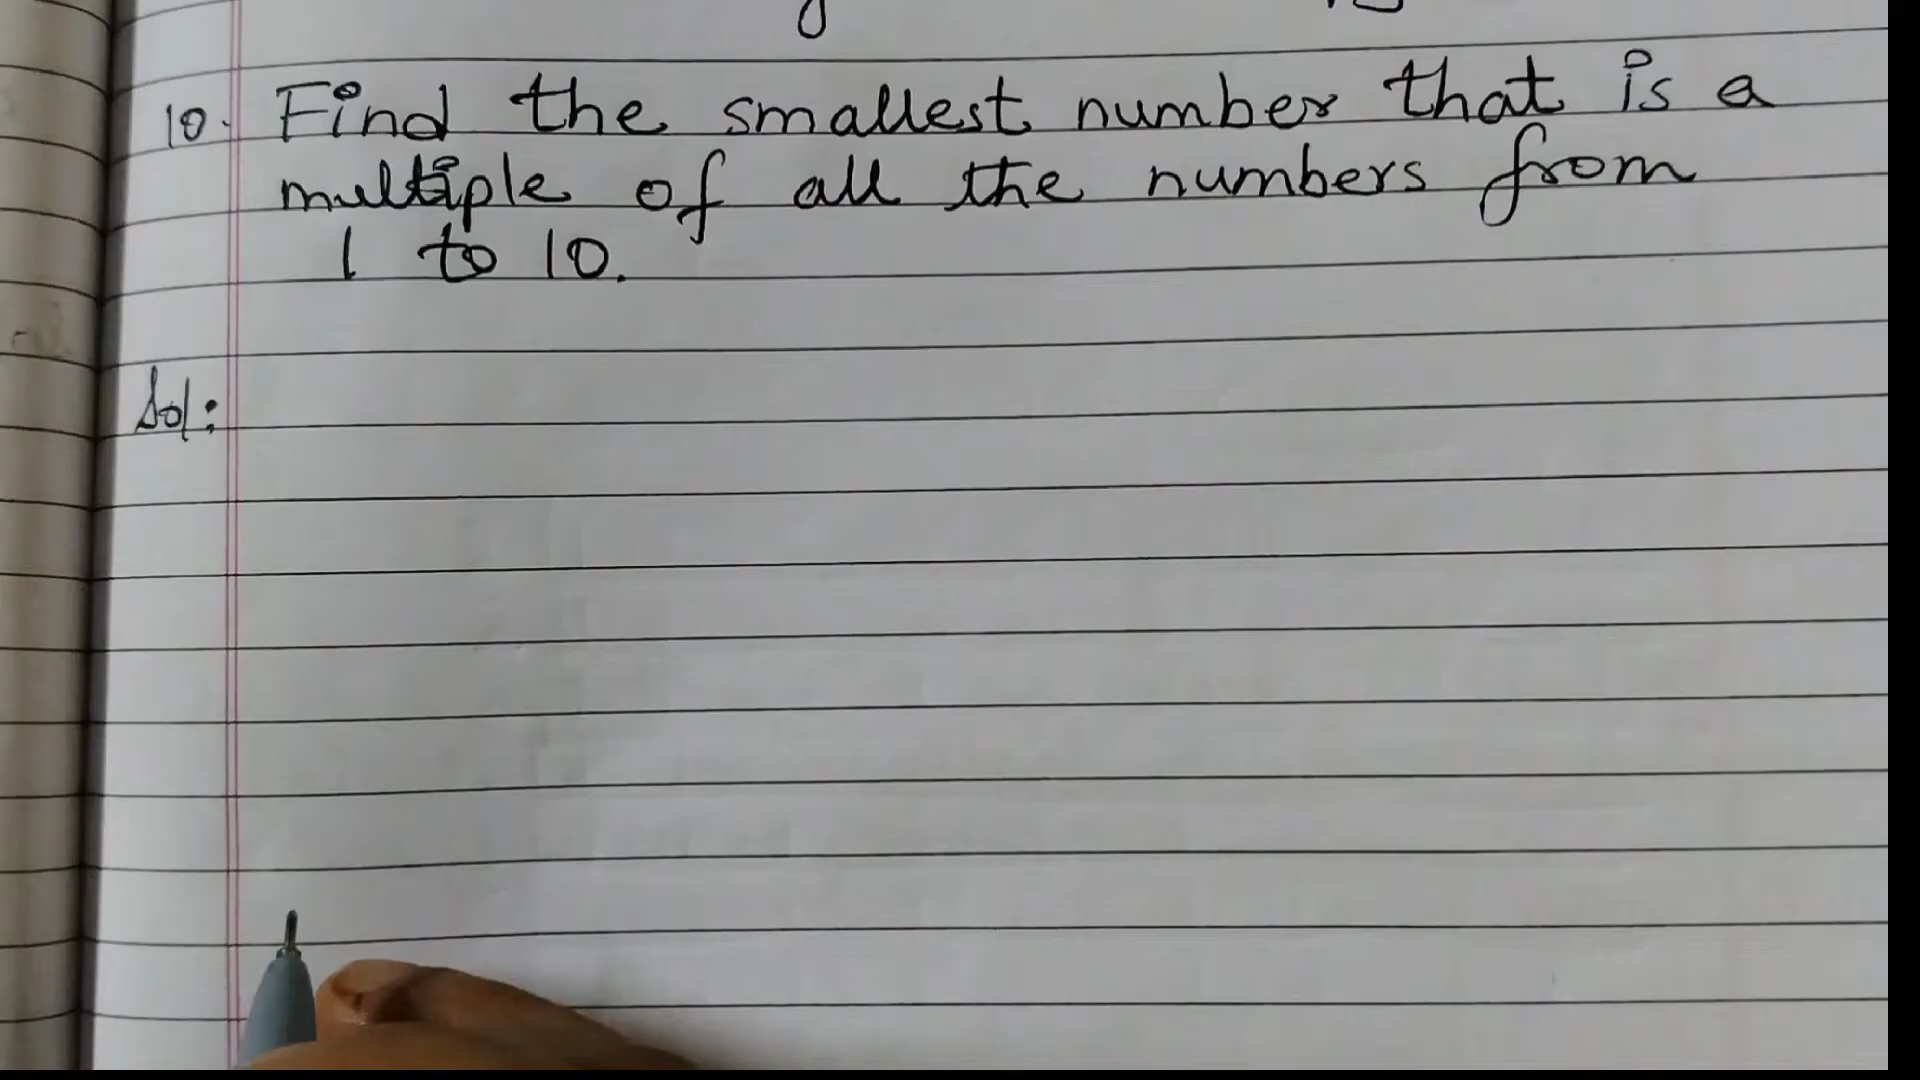 10. Find the smallest number that is a
multiple of all the numbers from
1 to 10.
Sol: